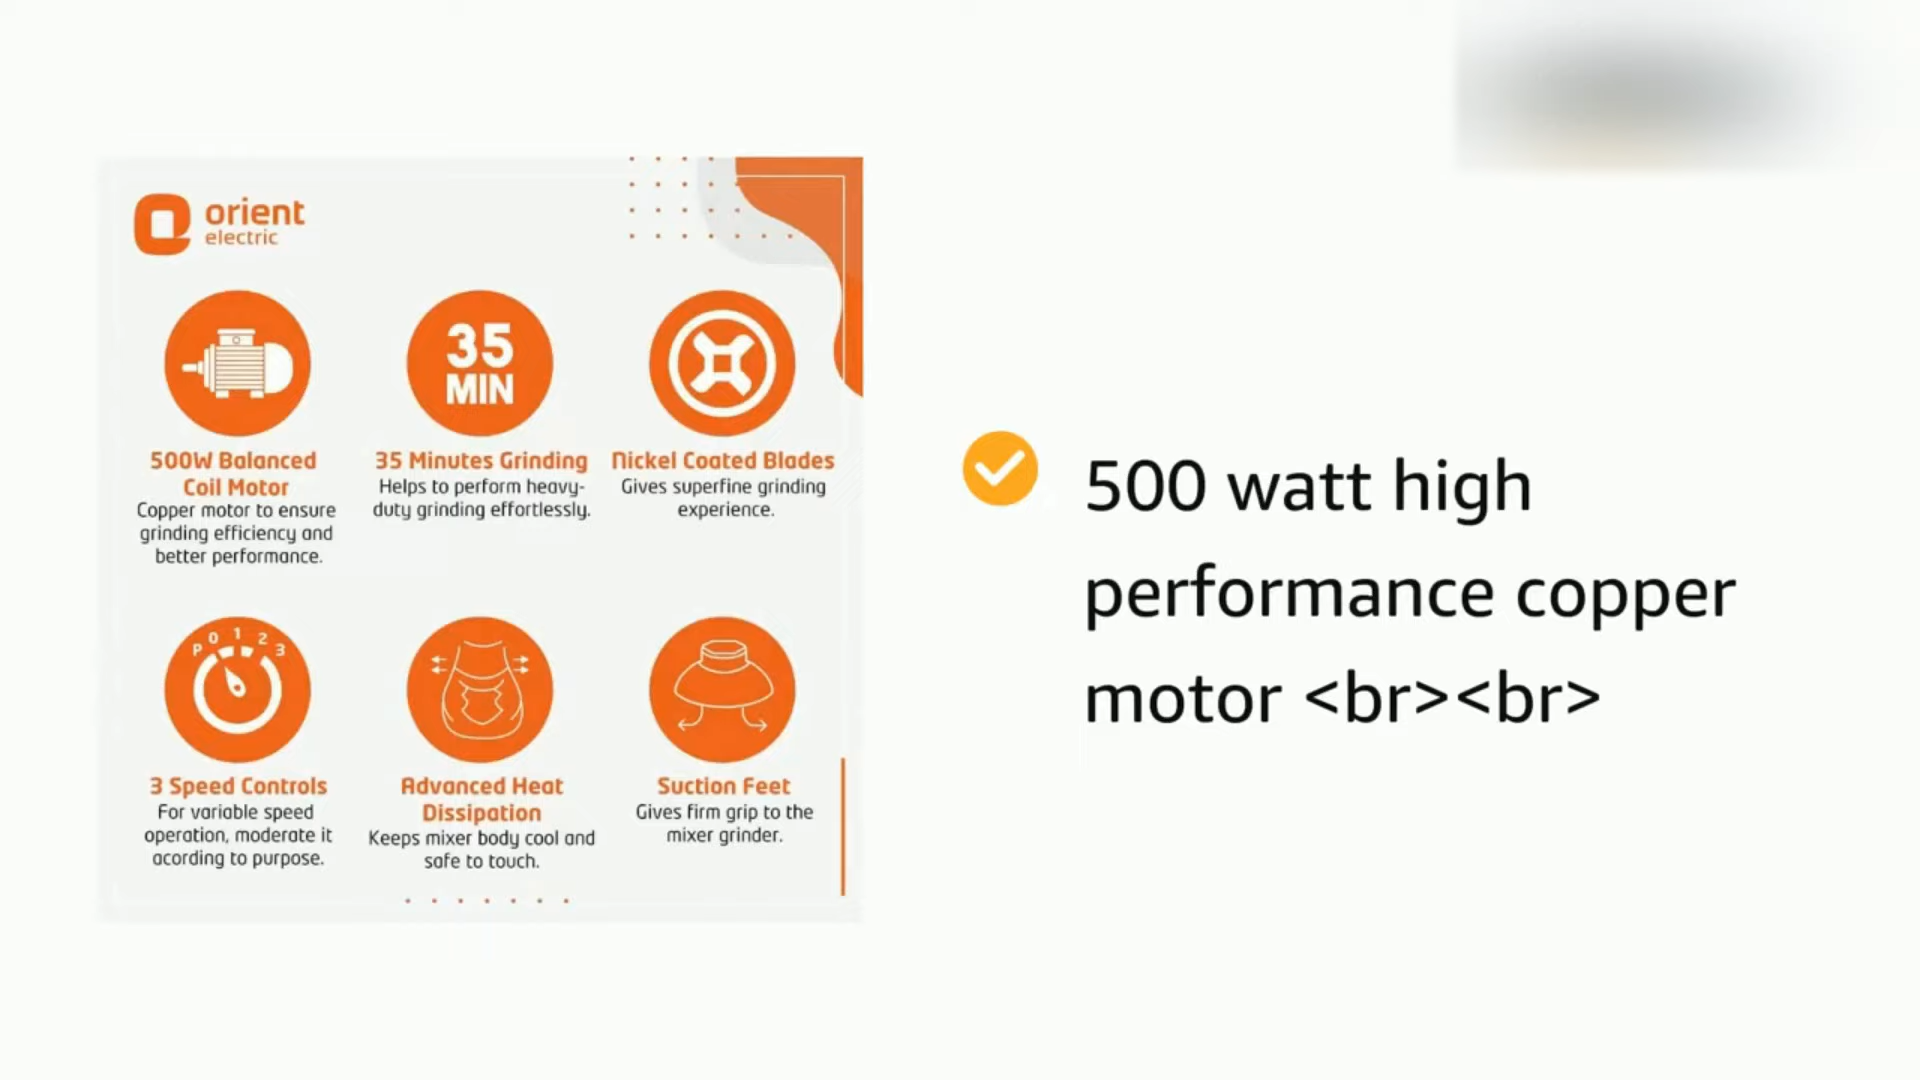 orient
electric
35
MIN
500W Balanced
Coil Motor
Copper motor to ensure
grinding efficiency and
better performance.
35 Minutes Grinding
Helps to perform heavy-
duty grinding effortlessly.
Nickel Coated Blades
Gives superfine grinding
experience.
P 0 1 2 3
3 Speed Controls
For variable speed
operation, moderate it
acording to purpose.
Advanced Heat
Dissipation
Keeps mixer body cool and
safe to touch.
Suction Feet
Gives firm grip to the
mixer grinder.
500 watt high
performance copper
motor <br><br>